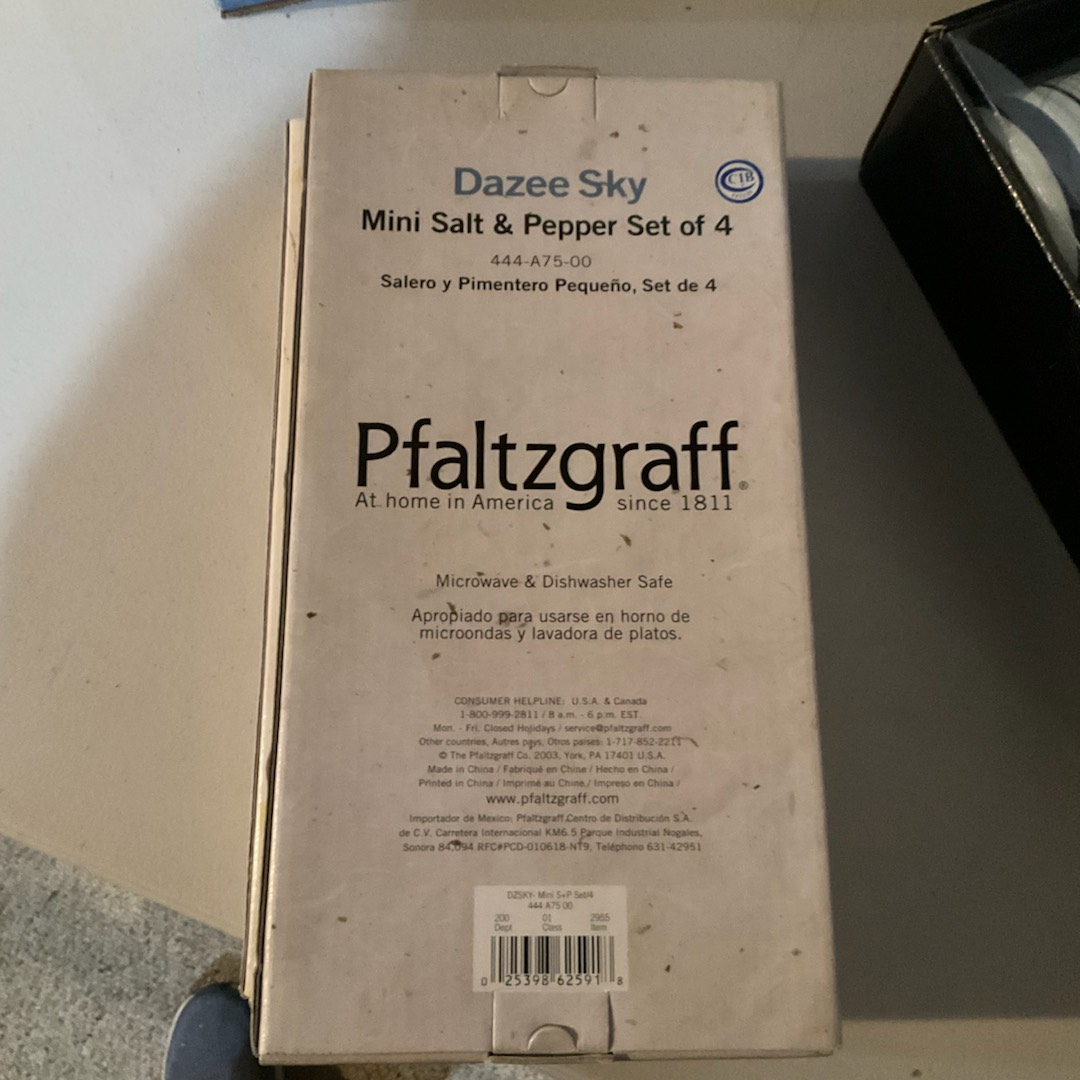 Dazee Sky
CIB
Mini Salt & Pepper Set of 4
444-A75-00
Salero y Pimentero Pequeño, Set de 4
Pfaltzgraff®
At home in America since 1811
Microwave & Dishwasher Safe
Apropiado para usarse en horno de
microondas y lavadora de platos.
CONSUMER HELPLINE: U.S.A. & Canada
1-800-999-2811 / 8 a.m. - 6 p.m. EST
Mon. - Fri. Closed Holidays / service@pfaltzgraff.com
Other countries, Autres pays, Otros paises: 1-717-852-2211
© The Pfaltzgraff Co. 2003, York, PA 17401 U.S.A.
Made in China / Fabriqué en Chine / Hecho en China /
Printed in China / Imprimé au Chine / Impreso en China /
www.pfaltzgraff.com
Importador de Mexico: Pfaltzgraff Centro de Distribución S.A.
de C.V. Carretera Internacional KM6.5 Parque Industrial Nogales,
Sonora 84,094 RFC#PCD-010618-NT9, Teléphono 631-42951
DZSKY- Mini S+P Set/4
444 A75 00
200 01 2955
Dept Class Item
0 25398 62591 8